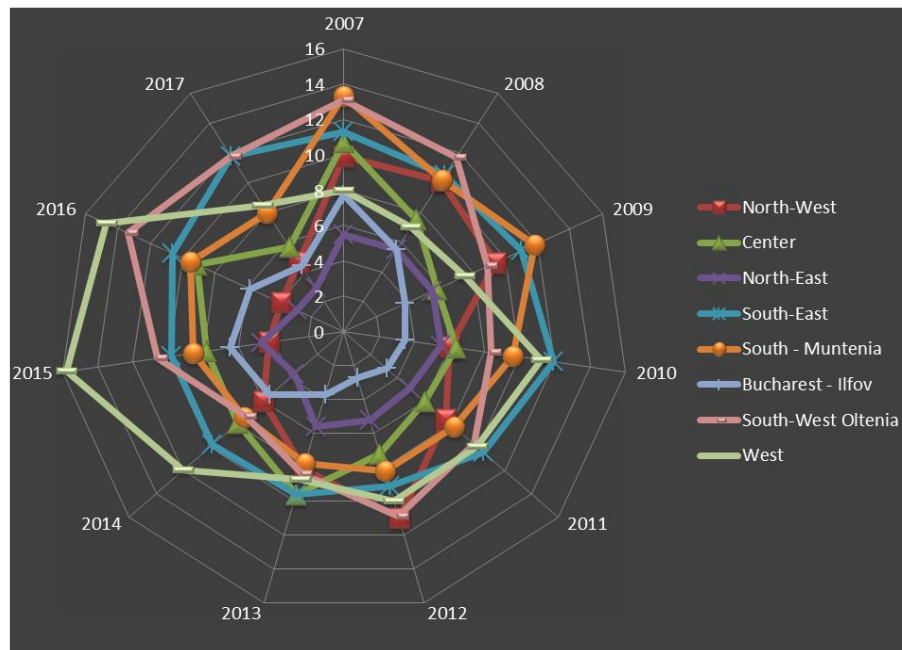 2007
2008
2009
2010
2011
2012
2013
2014
2015
2016
2017
16
14
12
10
8
6
4
2
0
North-West
Center
North-East
South-East
South - Muntenia
Bucharest - Ilfov
South-West Oltenia
West